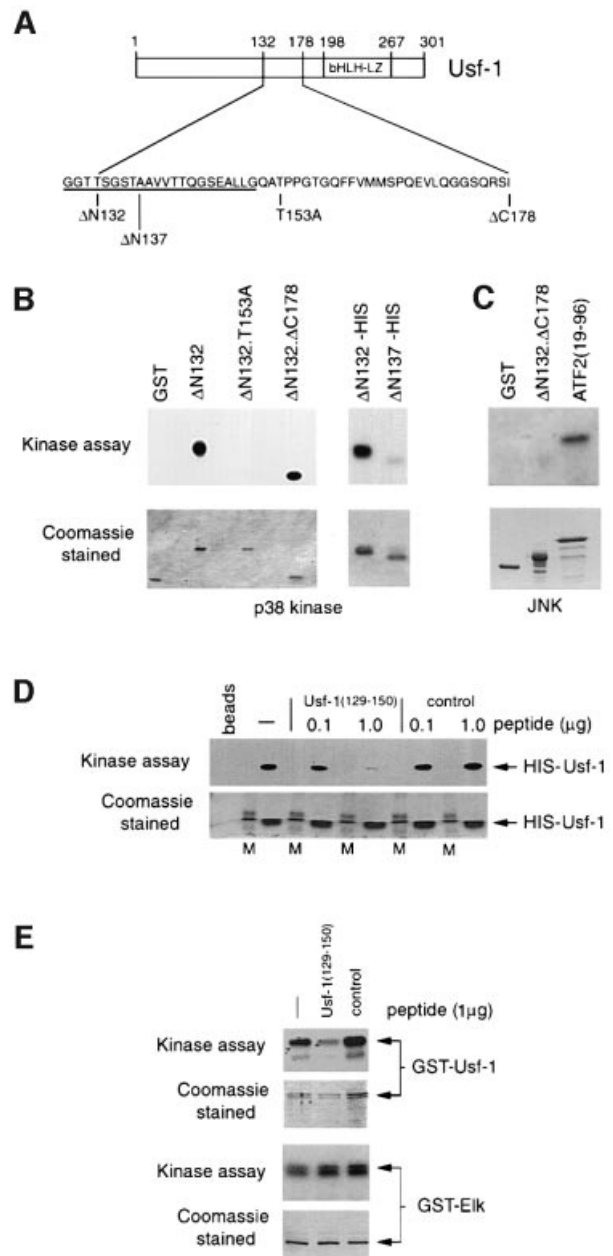 A
1 132 178 198 267 301
bHLH-LZ
Usf-1
GGTTSGSTAAVVTTQGSEALLGQATPPGTGQFFVMMSPQEVLQGGSQRSI
ΔN132 T153A ΔC178
ΔN137
B
GST
ΔN132
ΔN132.T153A
ΔN132.ΔC178
ΔN132 -HIS
ΔN137 -HIS
Kinase assay
Coomassie
stained
p38 kinase
C
GST
ΔN132.ΔC178
ATF2(19-96)
JNK
D
beads
—
Usf-1(129-150) control
0.1 1.0 0.1 1.0 peptide (µg)
Kinase assay
HIS-Usf-1
Coomassie
stained
HIS-Usf-1
M M M M M
E
—
Usf-1(129-150)
control
peptide (1µg)
Kinase assay
GST-Usf-1
Coomassie
stained
Kinase assay
GST-Elk
Coomassie
stained